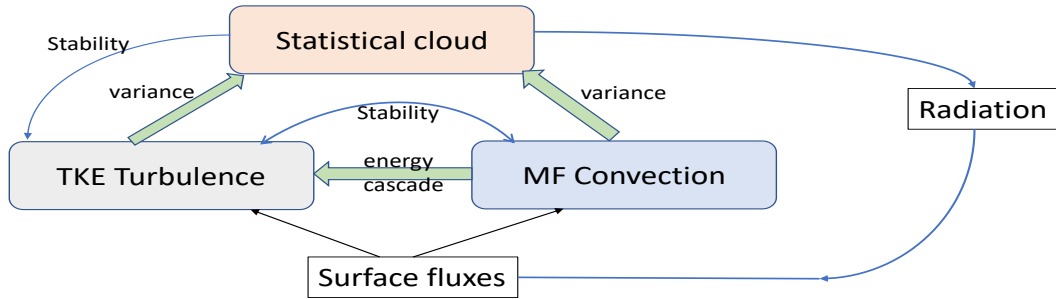 Statistical cloud
Stability
variance
variance
Radiation
Stability
TKE Turbulence
energy
cascade
MF Convection
Surface fluxes